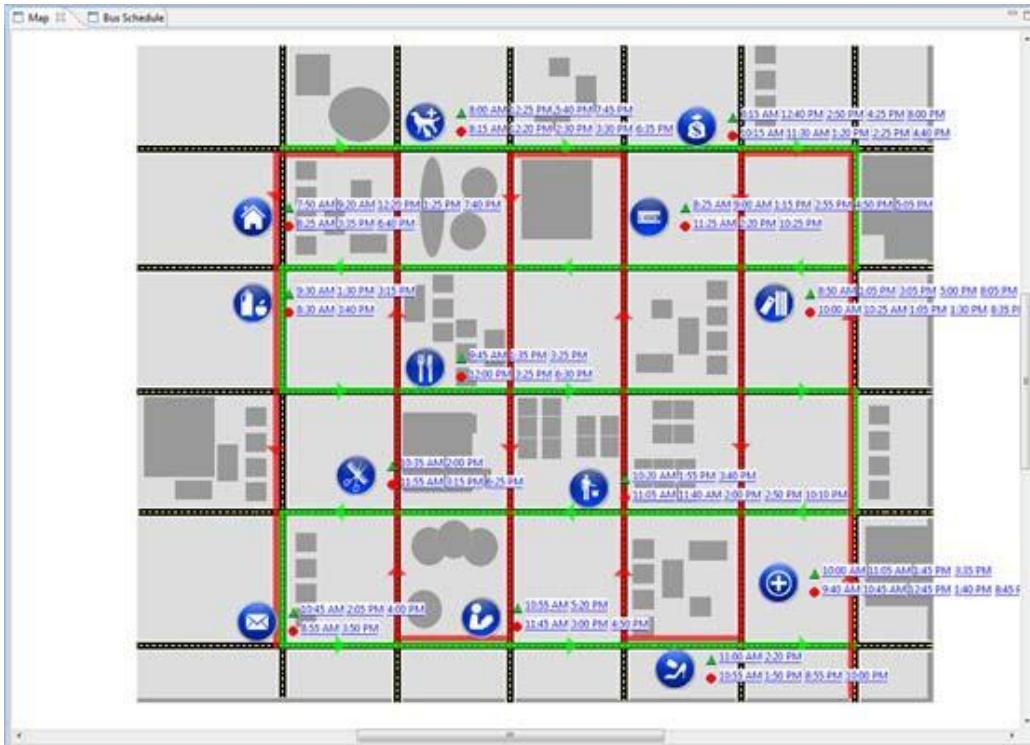 Map Bus Schedule
8:00 AM 12:25 PM 5:40 PM 7:45 PM
8:15 AM 12:20 PM 2:30 PM 3:30 PM 6:35 PM
8:15 AM 12:40 PM 2:50 PM 4:25 PM 8:00 PM
10:15 AM 11:30 AM 1:20 PM 2:25 PM 4:40 PM
7:50 AM 9:20 AM 12:20 PM 1:25 PM 7:40 PM
8:25 AM 3:35 PM 6:40 PM
8:25 AM 9:00 AM 1:15 PM 2:55 PM 4:50 PM 5:05 PM
11:25 AM 2:20 PM 10:25 PM
9:30 AM 1:30 PM 3:15 PM
8:30 AM 3:40 PM
8:50 AM 1:05 PM 3:05 PM 5:00 PM 8:05 PM
10:00 AM 10:25 AM 1:05 PM 1:30 PM 8:35 P
9:45 AM 1:35 PM 3:25 PM
12:00 PM 3:25 PM 6:30 PM
10:35 AM 2:00 PM
11:55 AM 3:15 PM 6:25 PM
10:20 AM 1:55 PM 3:40 PM
11:05 AM 11:40 AM 2:00 PM 2:50 PM 10:10 PM
10:00 AM 11:05 AM 1:45 PM 3:35 PM
9:40 AM 10:45 AM 12:45 PM 1:40 PM 8:45 P
10:45 AM 2:05 PM 4:00 PM
8:55 AM 3:50 PM
10:55 AM 5:20 PM
11:45 AM 3:00 PM 4:50 PM
11:00 AM 2:20 PM
10:55 AM 1:50 PM 8:55 PM 10:00 PM